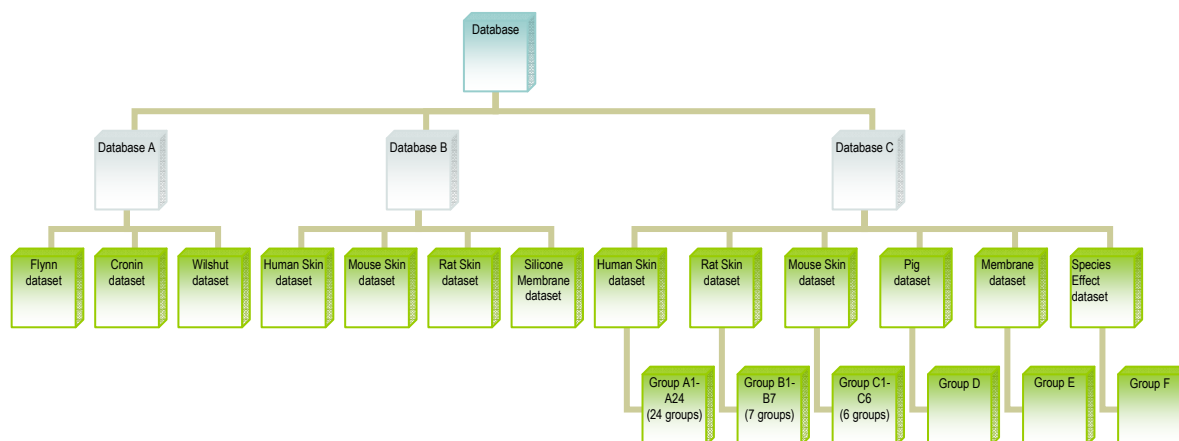 Database
Database A
Database B
Database C
Flynn
dataset
Cronin
dataset
Wilshut
dataset
Human Skin
dataset
Mouse Skin
dataset
Rat Skin
dataset
Silicone
Membrane
dataset
Human Skin
dataset
Rat Skin
dataset
Mouse Skin
dataset
Pig
dataset
Membrane
dataset
Species
Effect
dataset
Group A1-
A24
(24 groups)
Group B1-
B7
(7 groups)
Group C1-
C6
(6 groups)
Group D
Group E
Group F